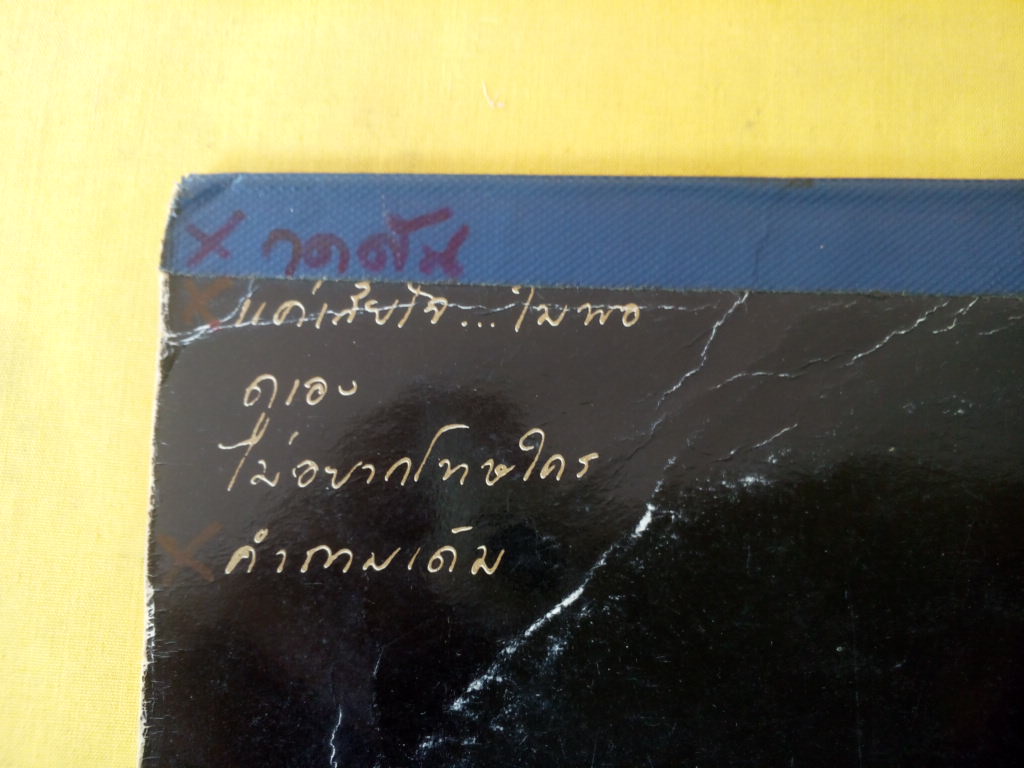 × วัดดัน
× แค่เสียใจ...ไม่พอ
ดูเอง
ไม่อยากโทษใคร
× คำถามเดิม